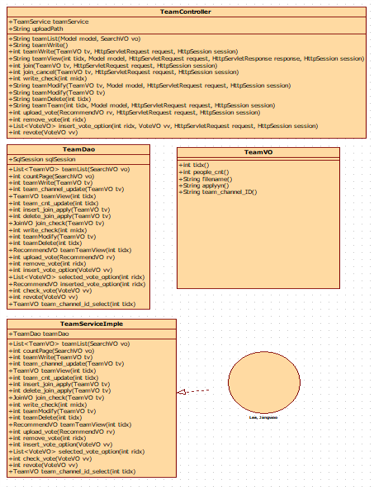 TeamController
+TeamService teamService
+String uploadPath
+String teamList(Model model, SearchVO vo)
+String teamWrite()
+int teamWrite(TeamVO tv, HttpServletRequest request, HttpSession session)
+String teamView(int tidx, Model model, HttpServletRequest request, HttpServletResponse response, HttpSession session)
+int join(TeamVO tv, HttpServletRequest request, HttpSession session)
+int join_cancel(TeamVO tv, HttpServletRequest request, HttpSession session)
+int write_check(int midx)
+String teamModify(TeamVO tv, Model model, HttpServletRequest request, HttpSession session)
+int teamModify(TeamVO tv, HttpServletRequest request, HttpSession session)
+String teamDelete(int tidx)
+String teamTeam(int tidx, Model model, HttpServletRequest request, HttpSession session)
+int upload_vote(RecommendVO rv, HttpServletRequest request, HttpSession session)
+int remove_vote(int ridx)
+List<VoteVO> insert_vote_option(int ridx, VoteVO vv, HttpServletRequest request, HttpSession session)
+int revote(VoteVO vv)
TeamDao
+SqlSession sqlSession
+List<TeamVO> teamList(SearchVO vo)
+int countPage(SearchVO vo)
+int teamWrite(TeamVO tv)
+int team_channel_update(TeamVO tv)
+TeamVO teamView(int tidx)
+int team_cnt_update(int tidx)
+int insert_join_apply(TeamVO tv)
+int delete_join_apply(TeamVO tv)
+JoinVO join_check(TeamVO tv)
+int write_check(int midx)
+int teamModify(TeamVO tv)
+int teamDelete(int tidx)
+RecommendVO teamTeamView(int tidx)
+int upload_vote(RecommendVO rv)
+int remove_vote(int ridx)
+int insert_vote_option(VoteVO vv)
+List<VoteVO> selected_vote_option(int ridx)
+RecommendVO inserted_vote_option(int ridx)
+int check_vote(VoteVO vv)
+int revote(VoteVO vv)
+TeamVO team_channel_id_select(int tidx)
TeamVO
+int tidx()
+int people_cnt()
+String filename()
+String applyyn()
+String team_channel_ID()
TeamServiceImple
+TeamDao teamDao
+List<TeamVO> teamList(SearchVO vo)
+int countPage(SearchVO vo)
+int teamWrite(TeamVO tv)
+int team_channel_update(TeamVO tv)
+TeamVO teamView(int tidx)
+int team_cnt_update(int tidx)
+int insert_join_apply(TeamVO tv)
+int delete_join_apply(TeamVO tv)
+JoinVO join_check(TeamVO tv)
+int write_check(int midx)
+int teamModify(TeamVO tv)
+int teamDelete(int tidx)
+RecommendVO teamTeamView(int tidx)
+int upload_vote(RecommendVO rv)
+int remove_vote(int ridx)
+int insert_vote_option(VoteVO vv)
+List<VoteVO> selected_vote_option(int ridx)
+int check_vote(VoteVO vv)
+int revote(VoteVO vv)
+TeamVO team_channel_id_select(int tidx)